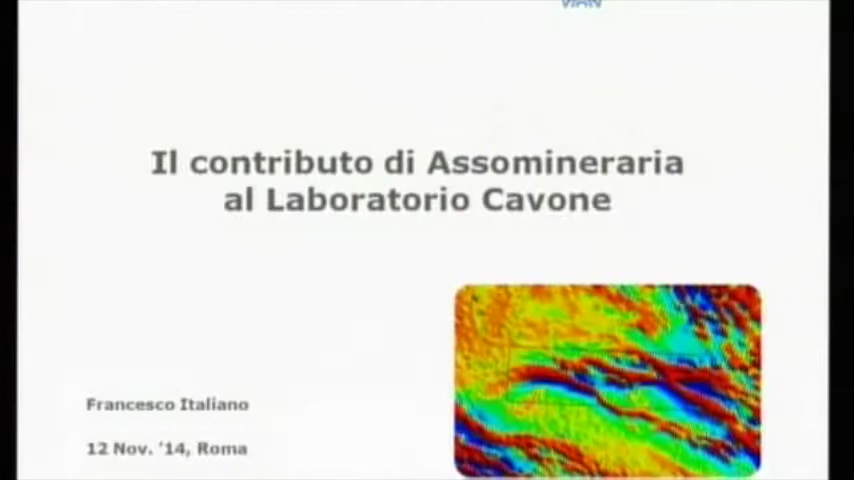 Il contributo di Assomineraria
al Laboratorio Cavone
Francesco Italiano
12 Nov. '14, Roma